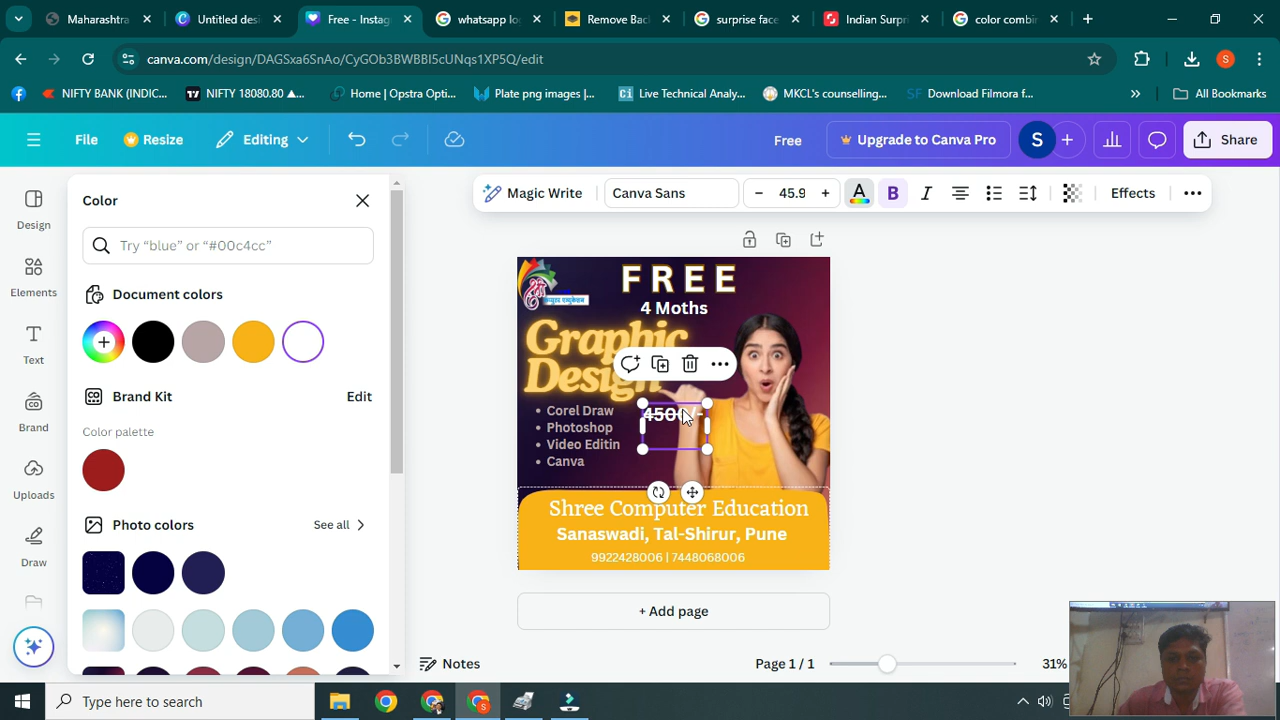 Maharashtra
Untitled desi
Free - Instag
whatsapp lo
Remove Bac
surprise face
Indian Surpr
color combi
canva.com/design/DAGSxa6SnAo/CyGOb3BWBBI5cUNqs1XP5Q/edit
S
NIFTY BANK (INDIC...
NIFTY 18080.80 ▲...
Home | Opstra Opti...
Plate png images |...
Live Technical Analy...
MKCL's counselling...
Download Filmora f...
All Bookmarks
File
Resize
Editing
Free
Upgrade to Canva Pro
S
Share
Magic Write
Canva Sans
45.9
Effects
Design
Elements
Text
Brand
Uploads
Draw
Color
Try “blue” or “#00c4cc”
Document colors
Brand Kit
Edit
Color palette
Photo colors
See all
FREE
4 Moths
Graphic
Design
Corel Draw
Photoshop
Video Editin
Canva
4500/-
Shree Computer Education
Sanaswadi, Tal-Shirur, Pune
9922428006 | 7448068006
+ Add page
Notes
Page 1 / 1
31%
Type here to search